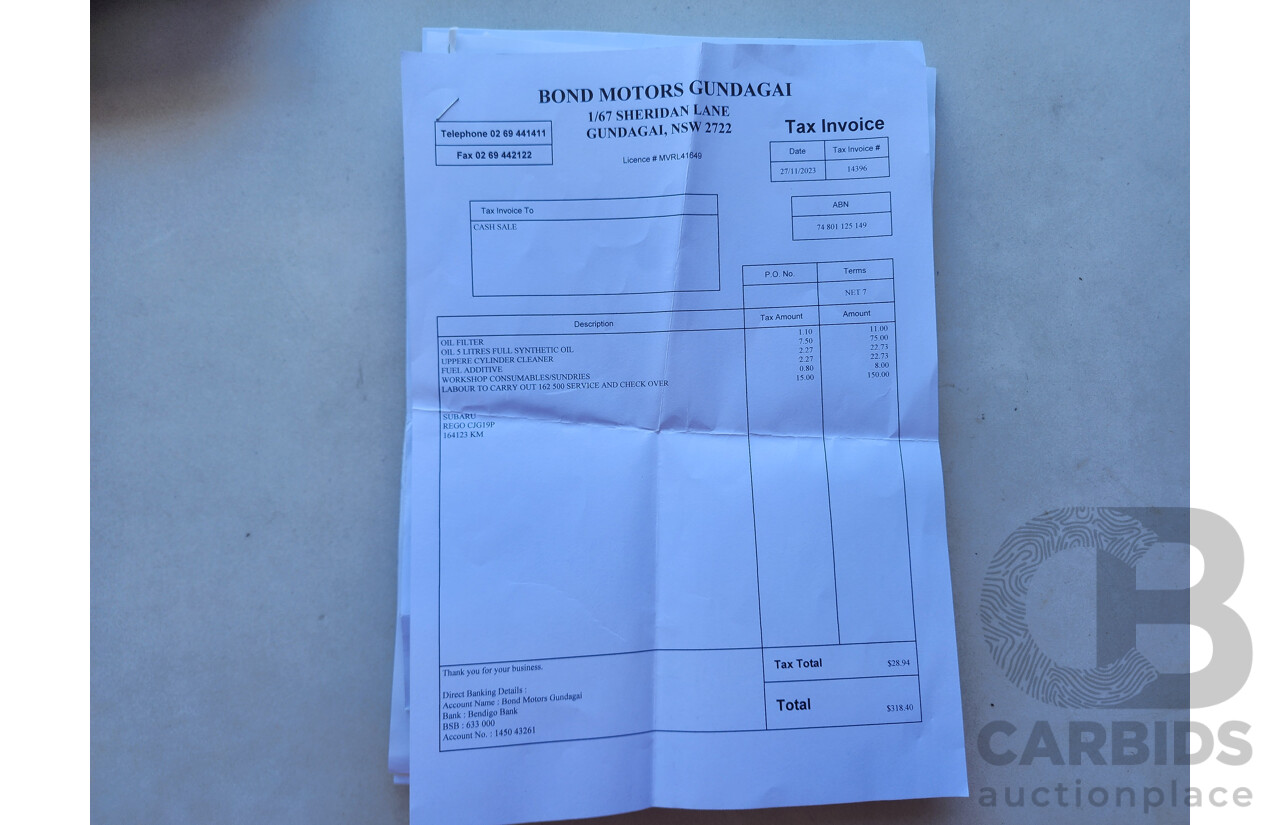 BOND MOTORS GUNDAGAI
1/67 SHERIDAN LANE
GUNDAGAI, NSW 2722
Licence # MVRL41649
Telephone 02 69 441411
Fax 02 69 442122
Tax Invoice
Date Tax Invoice #
27/11/2023 14396
ABN
74 801 125 149
Tax Invoice To
CASH SALE
P.O. No. Terms
NET 7
Description Tax Amount Amount
OIL FILTER 1.10 11.00
OIL 5 LITRES FULL SYNTHETIC OIL 7.50 75.00
UPPERE CYLINDER CLEANER 2.27 22.73
FUEL ADDITIVE 2.27 22.73
WORKSHOP CONSUMABLES/SUNDRIES 0.80 8.00
LABOUR TO CARRY OUT 162 500 SERVICE AND CHECK OVER 15.00 150.00
SUBARU
REGO CJG19P
164123 KM
Thank you for your business.
Direct Banking Details :
Account Name : Bond Motors Gundagai
Bank : Bendigo Bank
BSB : 633 000
Account No. : 1450 43261
Tax Total $28.94
Total $318.40
CARBIDS
auctionplace